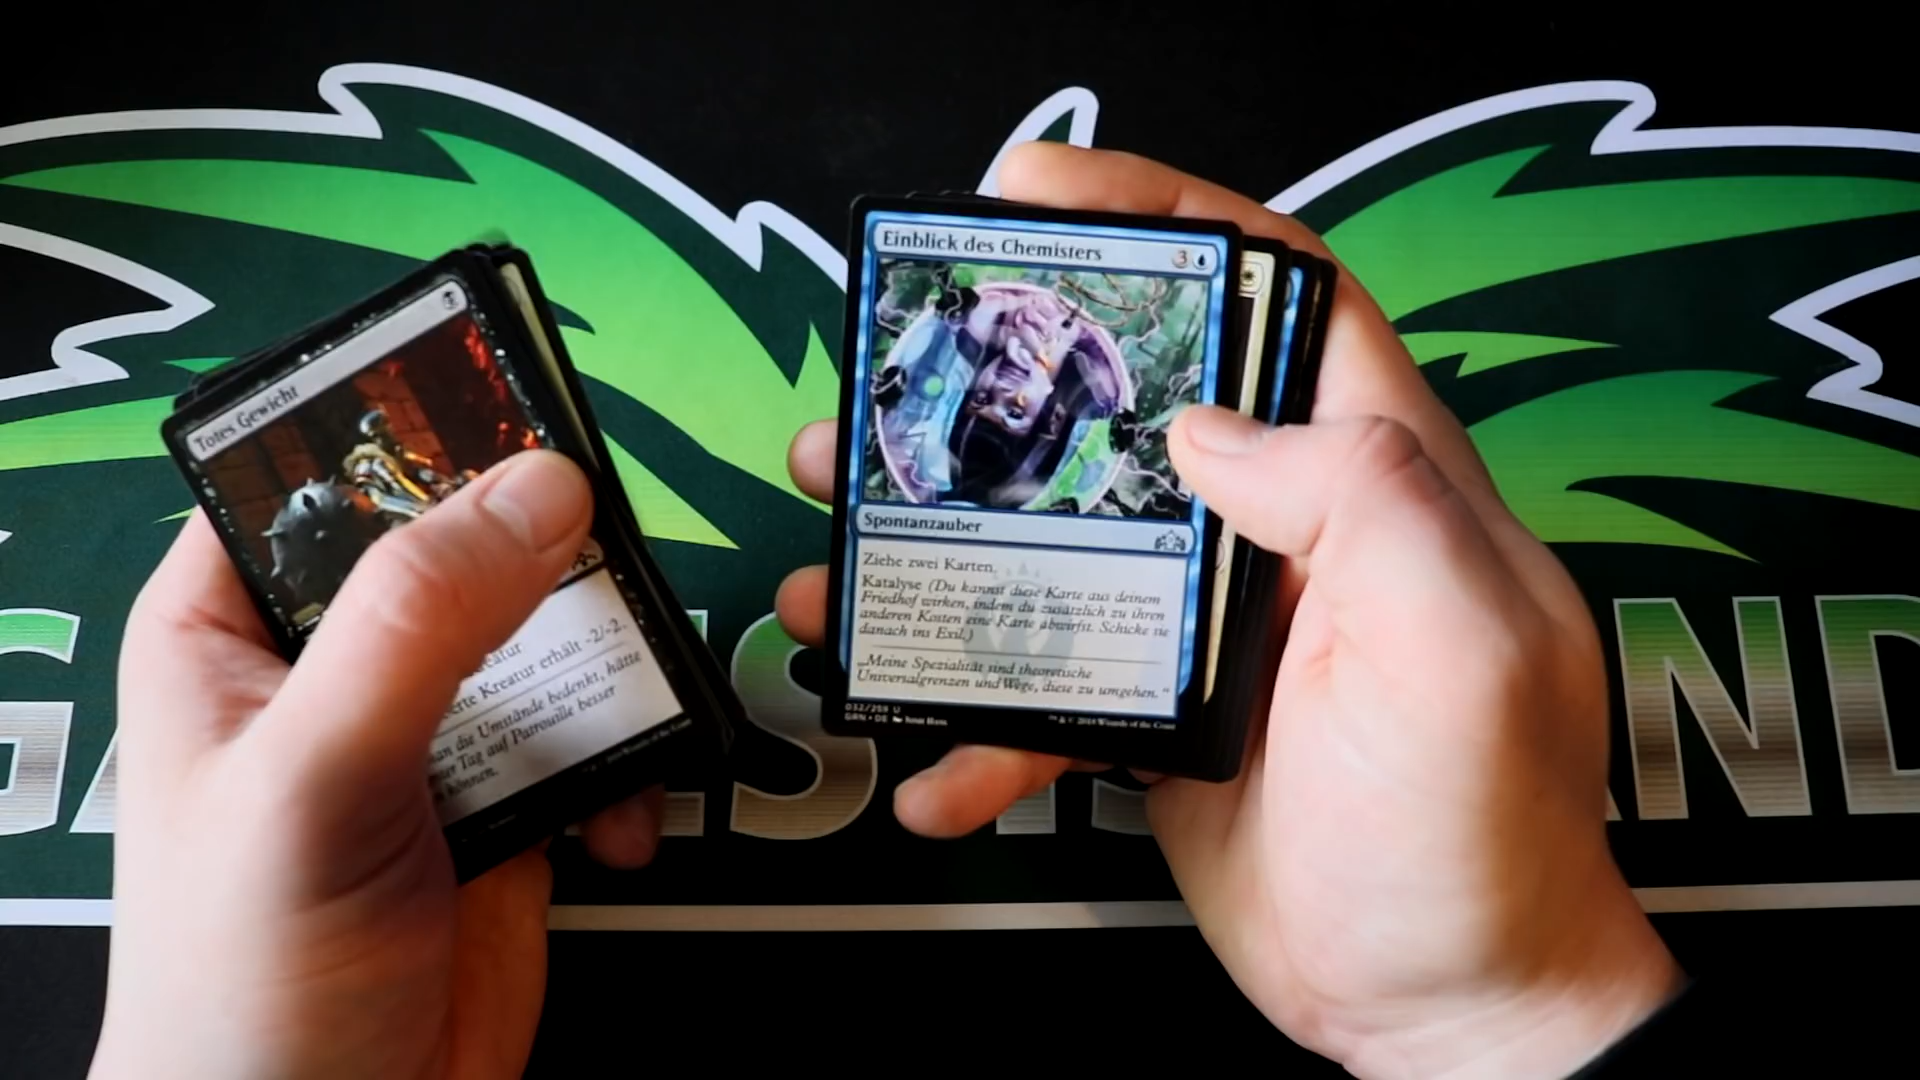 Totes Gewicht
erhält -2/-2.
an die Umstände bedenkt, hätte
Tag auf Patrouille besser
können.
Einblick des Chemisters
3
Spontanzauber
Ziehe zwei Karten.
Katalyse (Du kannst diese Karte aus deinem
Friedhof wirken, indem du zusätzlich zu ihren
anderen Kosten eine Karte abwirfst. Schicke sie
danach ins Exil.)
„Meine Spezialität sind theoretische
Universalgrenzen und Wege, diese zu umgehen.“
032/259 U
GRN • DE
™ & © 2018 Wizards of the Coast